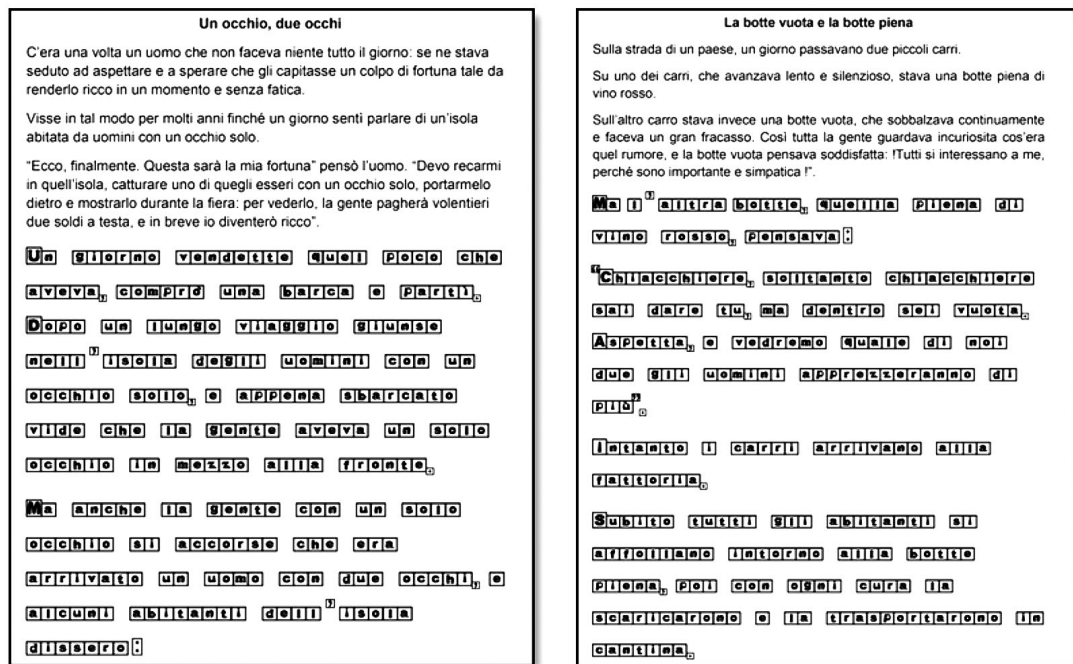 Un occhio, due occhi
C'era una volta un uomo che non faceva niente tutto il giorno: se ne stava
seduto ad aspettare e a sperare che gli capitasse un colpo di fortuna tale da
renderlo ricco in un momento e senza fatica.
Visse in tal modo per molti anni finché un giorno sentì parlare di un'isola
abitata da uomini con un occhio solo.
"Ecco, finalmente. Questa sarà la mia fortuna" pensò l'uomo. "Devo recarmi
in quell'isola, catturare uno di quegli esseri con un occhio solo, portarmelo
dietro e mostrarlo durante la fiera: per vederlo, la gente pagherà volentieri
due soldi a testa, e in breve io diventerò ricco".
Un giorno vendette quel poco che
aveva, comprò una barca e partì.
Dopo un lungo viaggio giunse
nell'isola degli uomini con un
occhio solo, e appena sbarcato
vide che la gente aveva un solo
occhio in mezzo alla fronte.
Ma anche la gente con un solo
occhio si accorse che era
arrivato un uomo con due occhi, e
alcuni abitanti dell'isola
dissero:
La botte vuota e la botte piena
Sulla strada di un paese, un giorno passavano due piccoli carri.
Su uno dei carri, che avanzava lento e silenzioso, stava una botte piena di
vino rosso.
Sull'altro carro stava invece una botte vuota, che sobbalzava continuamente
e faceva un gran fracasso. Così tutta la gente guardava incuriosita cos'era
quel rumore, e la botte vuota pensava soddisfatta: !Tutti si interessano a me,
perché sono importante e simpatica !".
Ma l'altra botte, quella piena di
vino rosso, pensava:
"Chiacchiere, soltanto chiacchiere
sai dare tu, ma dentro sei vuota.
Aspetta, e vedremo quale di noi
due gli uomini apprezzeranno di
più".
Intanto i carri arrivano alla
fattoria.
Subito tutti gli abitanti si
affollano intorno alla botte
piena, poi con ogni cura la
scaricarono e la trasportarono in
cantina.